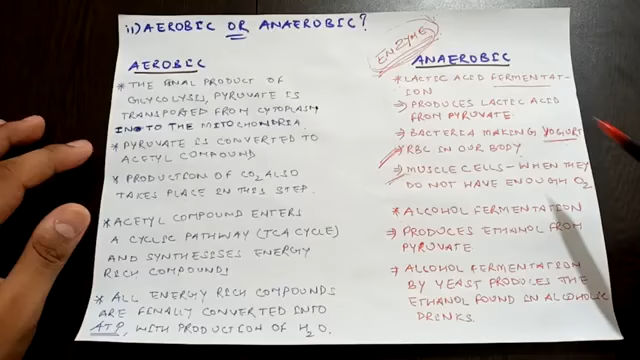 ii) AEROBIC OR ANAEROBIC?
AEROBIC
* THE FINAL PRODUCT OF
GLYCOLYSIS, PYRUVATE IS
TRANSPORTED FROM CYTOPLASM
INTO THE MITOCHONDRIA
* PYRUVATE IS CONVERTED TO
ACETYL COMPOUND
* PRODUCTION OF CO2 ALSO
TAKES PLACE IN THIS STEP.
* ACETYL COMPOUND ENTERS
A CYCLIC PATHWAY (TCA CYCLE)
AND SYNTHESISES ENERGY
RICH COMPOUNDS
* ALL ENERGY RICH COMPOUNDS
ARE FINALLY CONVERTED INTO
ATP, WITH PRODUCTION OF H2O.
ENZYME
ANAEROBIC
* LACTIC ACID FERMENTAT-
ION
⇒ PRODUCES LACTIC ACID
FROM PYRUVATE.
⇒ BACTERIA MAKING YOGURT
⇒ RBC IN OUR BODY
⇒ MUSCLE CELLS - WHEN THEY
DO NOT HAVE ENOUGH O2
* ALCOHOL FERMENTATION
⇒ PRODUCES ETHANOL FROM
PYRUVATE
⇒ ALCOHOL FERMENTATION
BY YEAST PRODUCES THE
ETHANOL FOUND IN ALCOHOLIC
DRINKS.